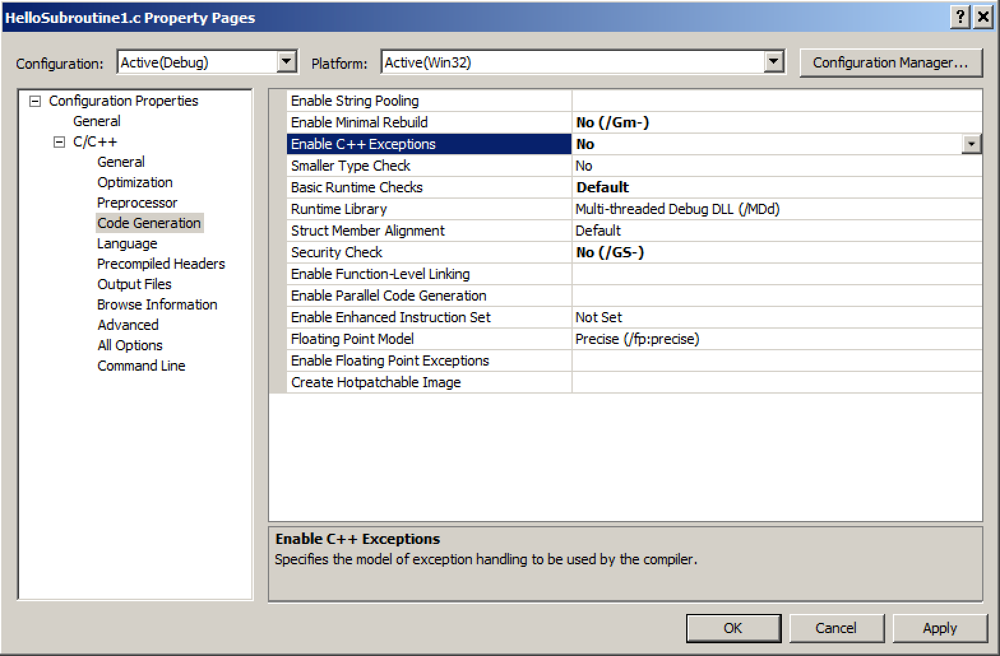 HelloSubroutine1.c Property Pages
Configuration: Active(Debug) Platform: Active(Win32) Configuration Manager...
Configuration Properties
General
C/C++
General
Optimization
Preprocessor
Code Generation
Language
Precompiled Headers
Output Files
Browse Information
Advanced
All Options
Command Line
Enable String Pooling
Enable Minimal Rebuild No (/Gm-)
Enable C++ Exceptions No
Smaller Type Check No
Basic Runtime Checks Default
Runtime Library Multi-threaded Debug DLL (/MDd)
Struct Member Alignment Default
Security Check No (/GS-)
Enable Function-Level Linking
Enable Parallel Code Generation
Enable Enhanced Instruction Set Not Set
Floating Point Model Precise (/fp:precise)
Enable Floating Point Exceptions
Create Hotpatchable Image
Enable C++ Exceptions
Specifies the model of exception handling to be used by the compiler.
OK Cancel Apply